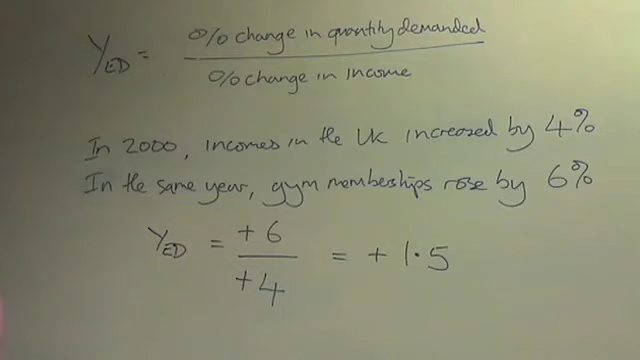 YED = % change in quantity demanded
% change in income
In 2000, incomes in the UK increased by 4%
In the same year, gym memberships rose by 6%
YED = +6 = +1.5
+4